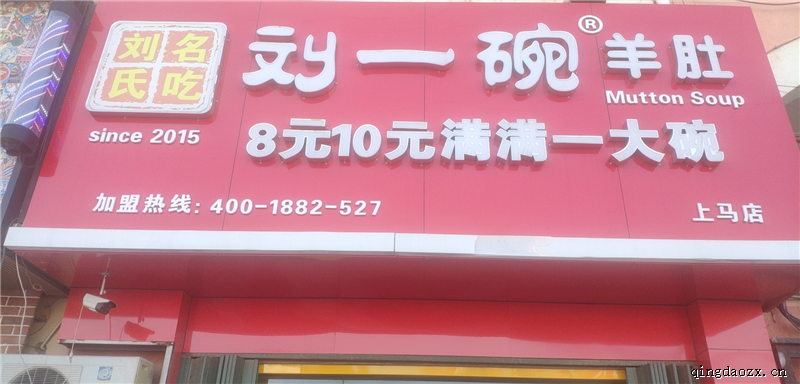 刘名
氏吃
since 2015
刘一碗®羊肚
Mutton Soup
8元10元满满一大碗
加盟热线:400-1882-527
上马店
qingdaozx.cn